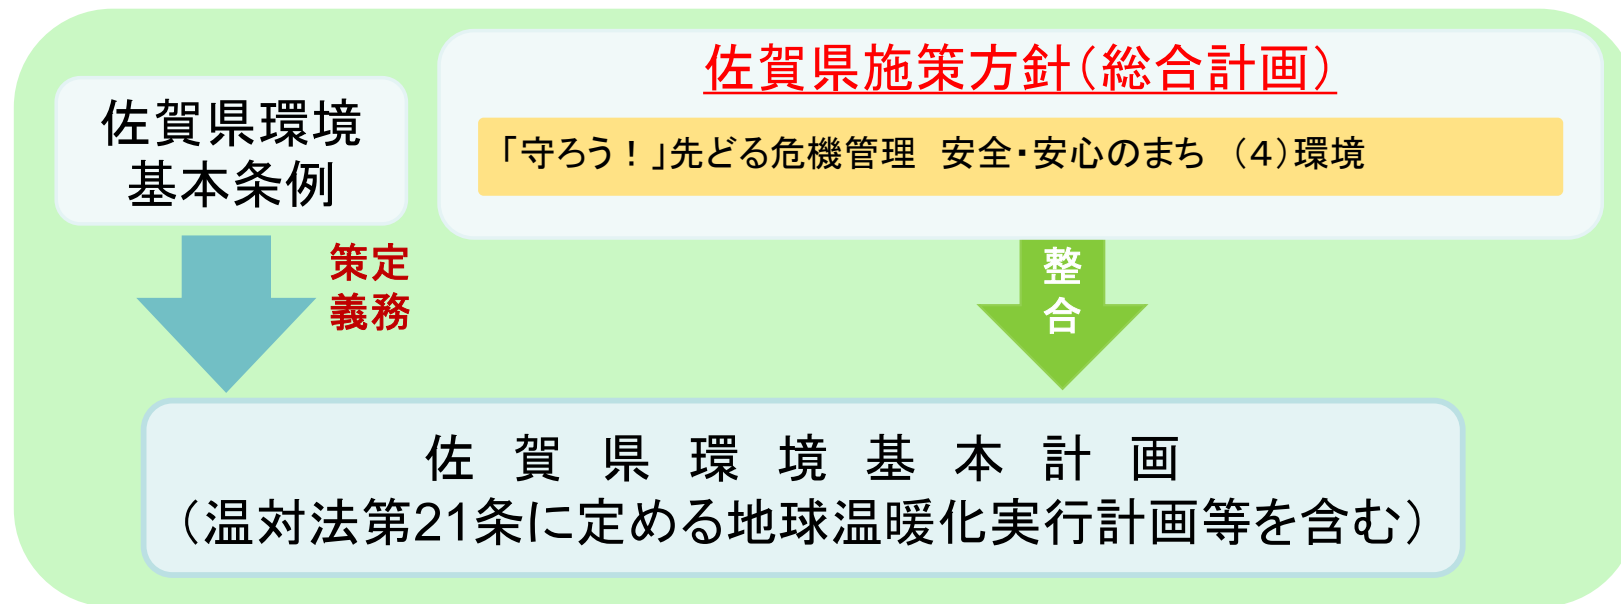 佐賀県環境
基本条例
佐賀県施策方針(総合計画)
「守ろう!」先どる危機管理 安全・安心のまち (4)環境
策定
義務
整
合
佐 賀 県 環 境 基 本 計 画
(温対法第21条に定める地球温暖化実行計画等を含む)